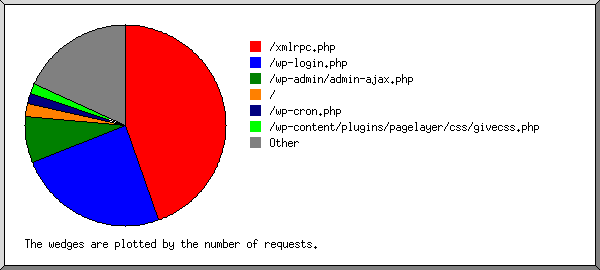 /xmlrpc.php
/wp-login.php
/wp-admin/admin-ajax.php
/
/wp-cron.php
/wp-content/plugins/pagelayer/css/givecss.php
Other
The wedges are plotted by the number of requests.